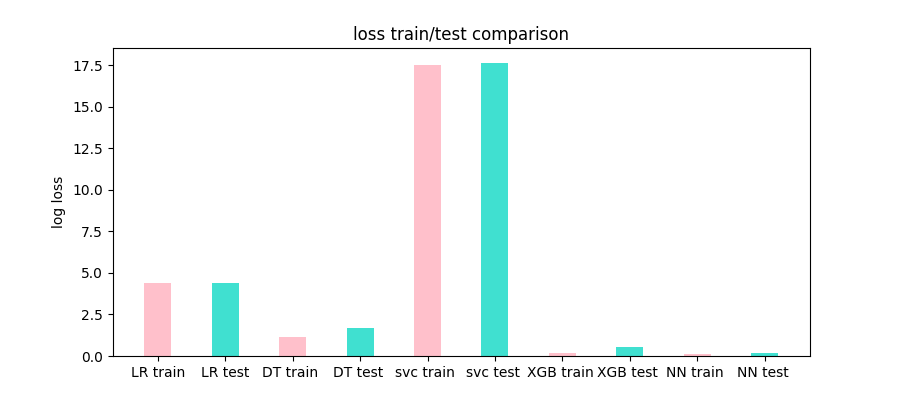 loss train/test comparison
log loss
17.5
15.0
12.5
10.0
7.5
5.0
2.5
0.0
LR train LR test DT train DT test svc train svc test XGB train XGB test NN train NN test